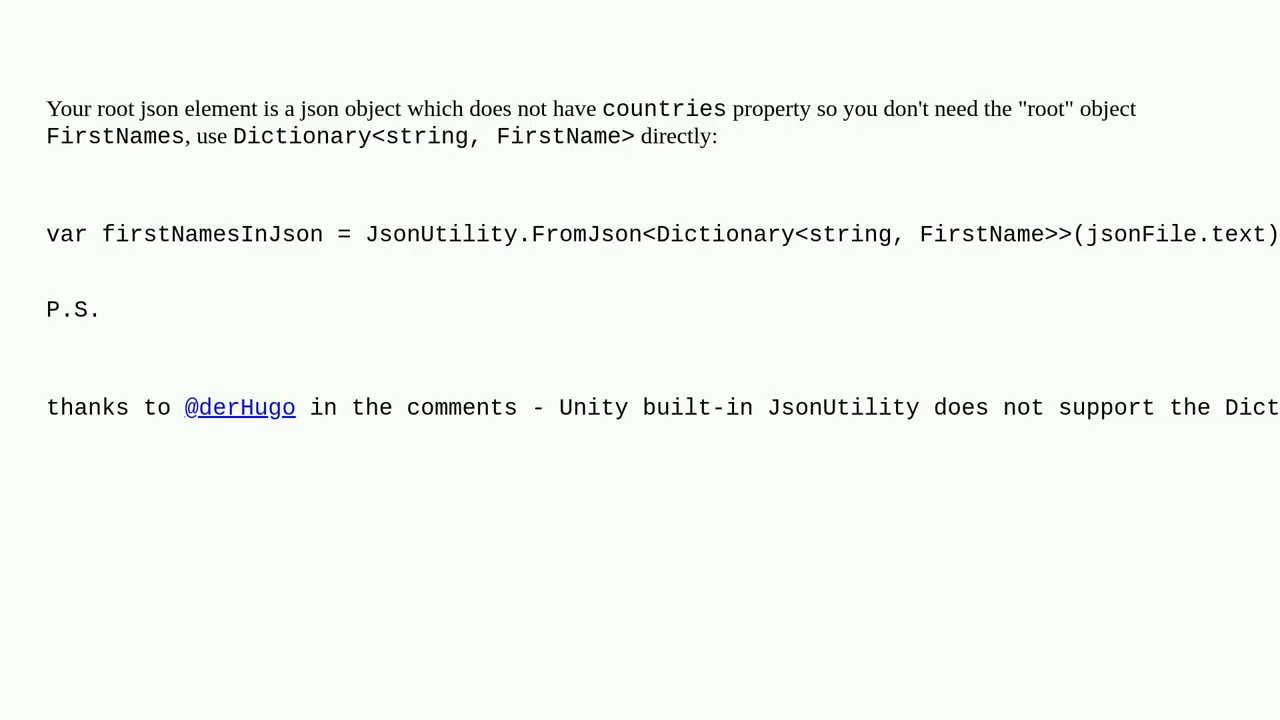 Your root json element is a json object which does not have countries property so you don't need the "root" object
FirstNames, use Dictionary<string, FirstName> directly:
var firstNamesInJson = JsonUtility.FromJson<Dictionary<string, FirstName>>(jsonFile.text)
P.S.
thanks to @derHugo in the comments - Unity built-in JsonUtility does not support the Dict